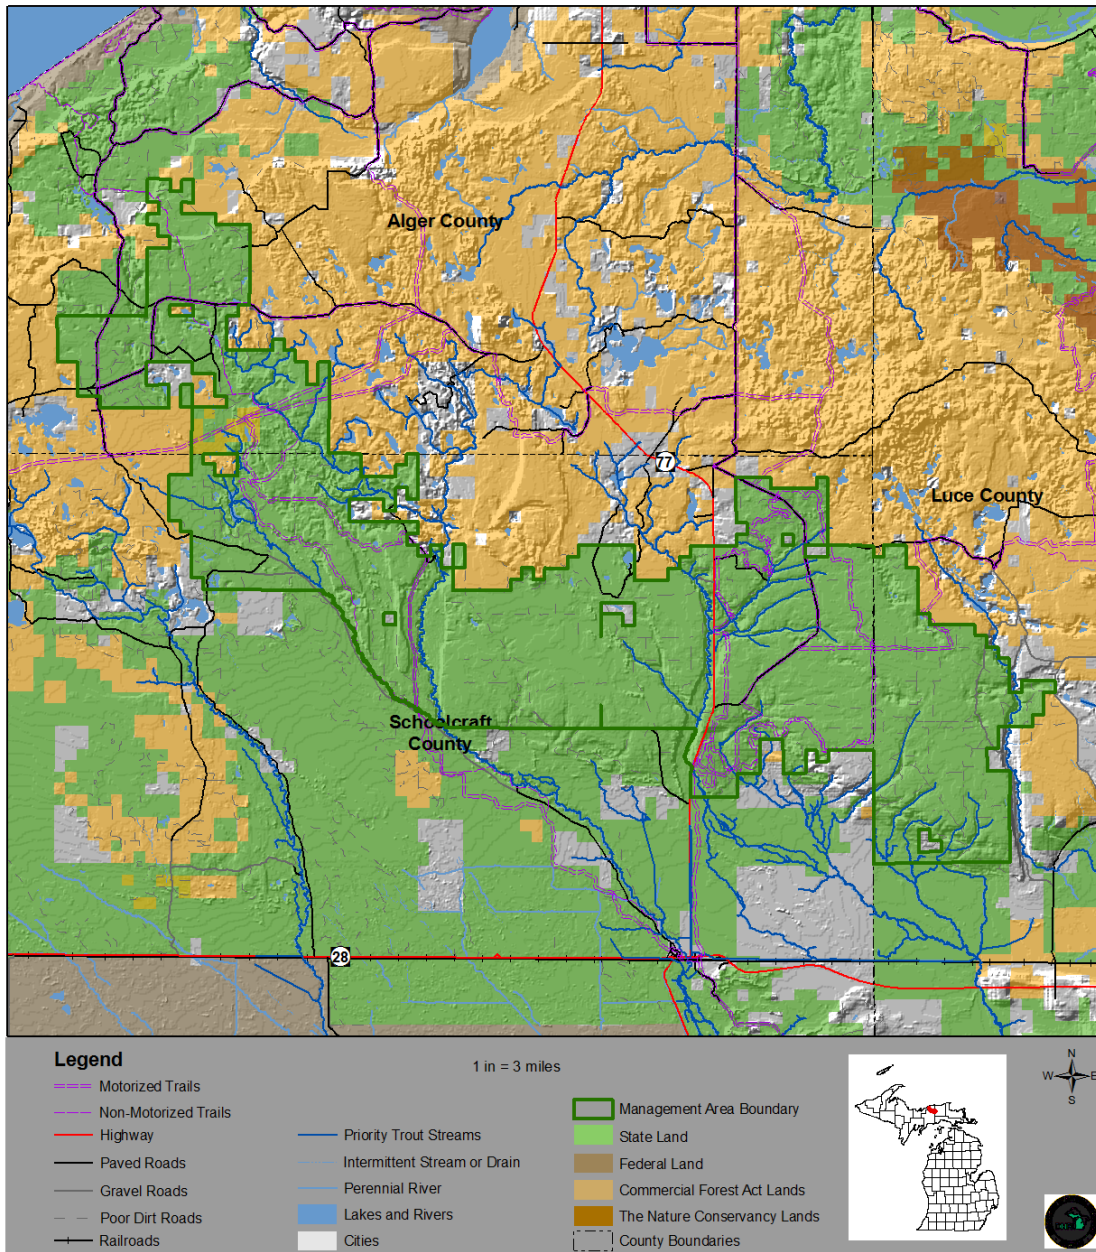 Alger County
77
Luce County
Schoolcraft
County
28
Legend
1 in = 3 miles
Motorized Trails
Non-Motorized Trails
Highway
Paved Roads
Gravel Roads
Poor Dirt Roads
Railroads
Priority Trout Streams
Intermittent Stream or Drain
Perennial River
Lakes and Rivers
Cities
Management Area Boundary
State Land
Federal Land
Commercial Forest Act Lands
The Nature Conservancy Lands
County Boundaries
N
W E
S